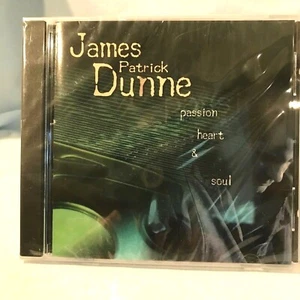 James
Patrick
Dunne
passion
heart
&
soul